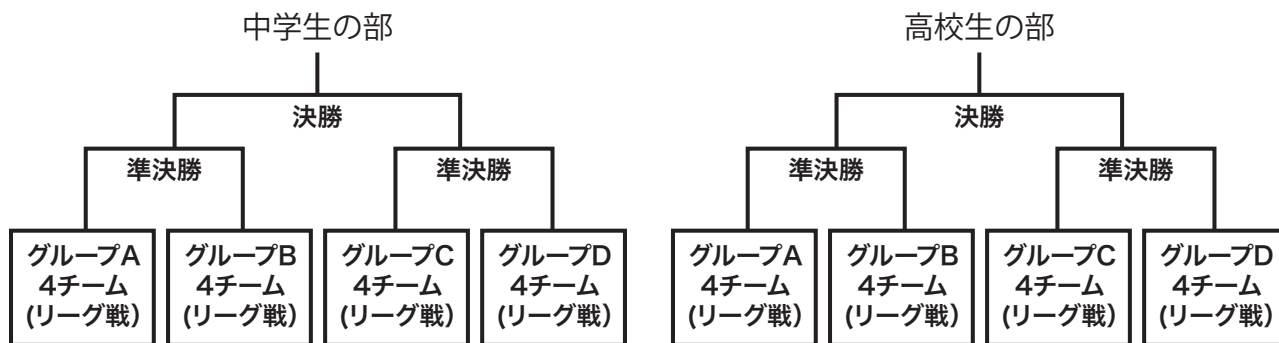 中学生の部
決勝
準決勝
準決勝
グループA
4チーム
(リーグ戦)
グループB
4チーム
(リーグ戦)
グループC
4チーム
(リーグ戦)
グループD
4チーム
(リーグ戦)
高校生の部
決勝
準決勝
準決勝
グループA
4チーム
(リーグ戦)
グループB
4チーム
(リーグ戦)
グループC
4チーム
(リーグ戦)
グループD
4チーム
(リーグ戦)